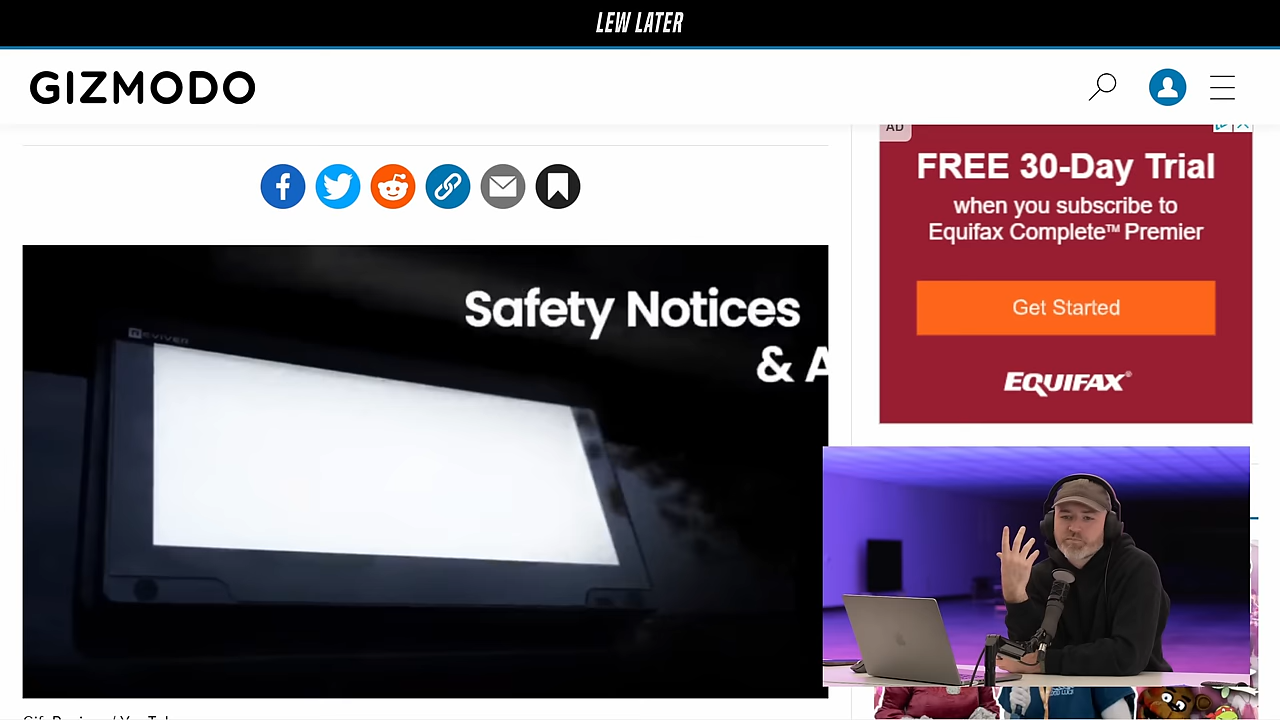 LEW LATER
GIZMODO
AD
FREE 30-Day Trial
when you subscribe to
Equifax Complete™ Premier
Get Started
EQUIFAX®
Safety Notices
& A
REVIVER